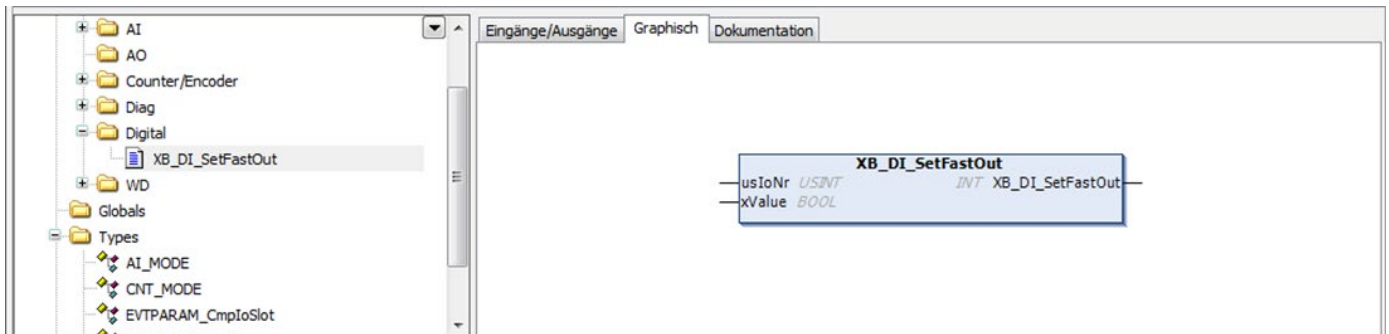 AI
AO
Counter/Encoder
Diag
Digital
XB_DI_SetFastOut
WD
Globals
Types
AI_MODE
CNT_MODE
EVTPARAM_CmpIoSlot
Eingänge/Ausgänge Graphisch Dokumentation
XB_DI_SetFastOut
usIoNr USINT INT XB_DI_SetFastOut
xValue BOOL